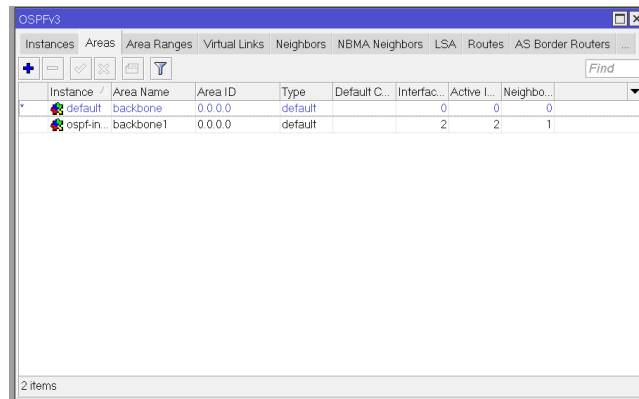 OSPFv3
Instances Areas Area Ranges Virtual Links Neighbors NBMA Neighbors LSA Routes AS Border Routers ...
Find
Instance Area Name Area ID Type Default C... Interfac... Active I... Neighbo...
* default backbone 0.0.0.0 default 0 0 0
ospf-in... backbone1 0.0.0.0 default 2 2 1
2 items